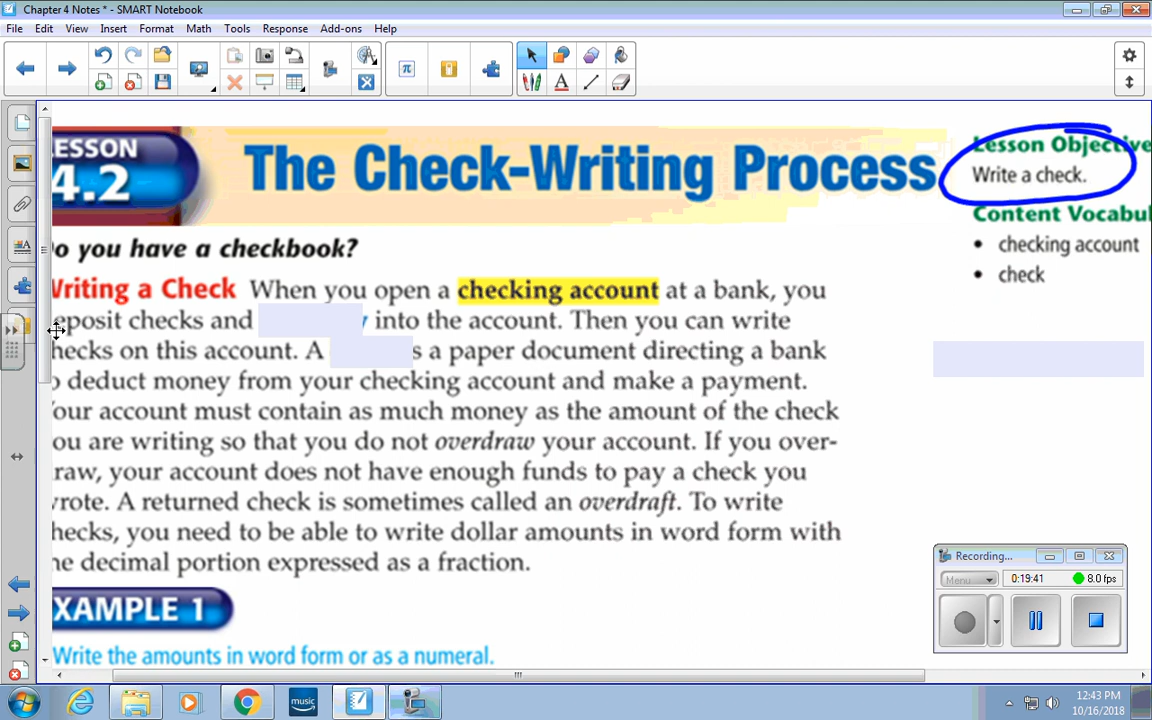 Chapter 4 Notes * - SMART Notebook
File Edit View Insert Format Math Tools Response Add-ons Help
LESSON
4.2
The Check-Writing Process
Lesson Objective
Write a check.
Content Vocabul
• checking account
• check
o you have a checkbook?
Writing a Check When you open a checking account at a bank, you
eposit checks and y into the account. Then you can write
hecks on this account. A s a paper document directing a bank
o deduct money from your checking account and make a payment.
Your account must contain as much money as the amount of the check
ou are writing so that you do not overdraw your account. If you over-
raw, your account does not have enough funds to pay a check you
wrote. A returned check is sometimes called an overdraft. To write
hecks, you need to be able to write dollar amounts in word form with
he decimal portion expressed as a fraction.
EXAMPLE 1
Write the amounts in word form or as a numeral.
Recording...
Menu 0:19:41 8.0 fps
music
12:43 PM
10/16/2018